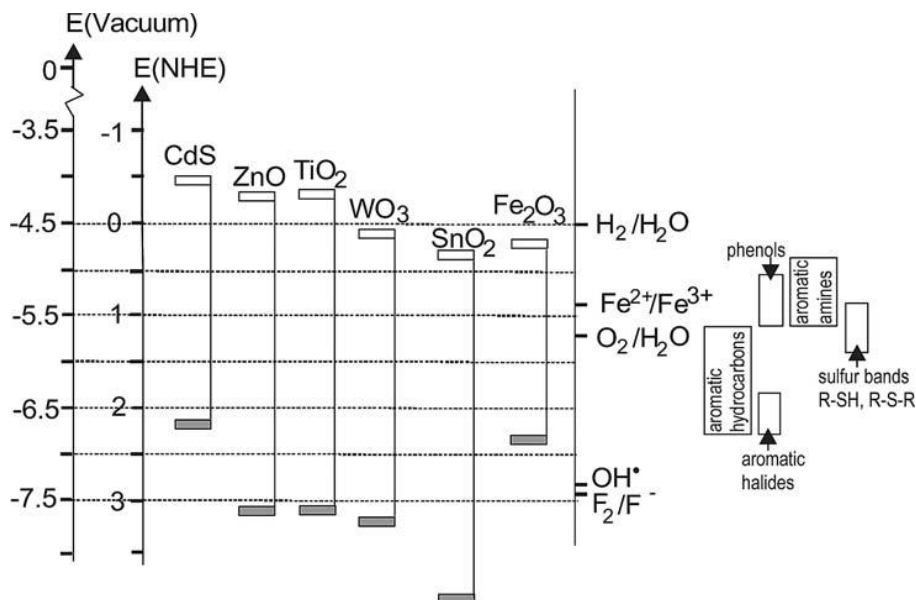 E(Vacuum)
E(NHE)
0
-3.5
-4.5
-5.5
-6.5
-7.5
-1
0
1
2
3
CdS
ZnO
TiO2
WO3
SnO2
Fe2O3
H2/H2O
Fe2+/Fe3+
O2/H2O
OH•
F2/F-
phenols
aromatic
amines
aromatic
hydrocarbons
sulfur bands
R-SH, R-S-R
aromatic
halides